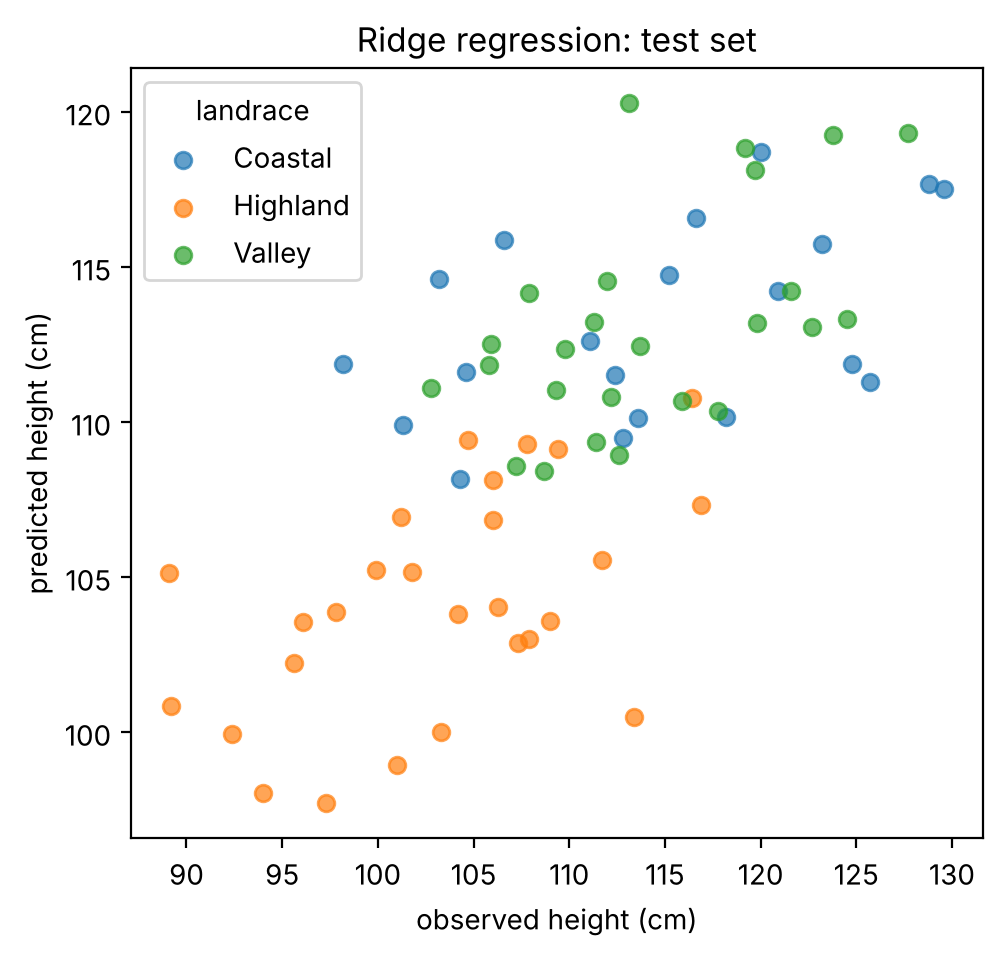 Ridge regression: test set
landrace
Coastal
Highland
Valley
predicted height (cm)
120
115
110
105
100
90 95 100 105 110 115 120 125 130
observed height (cm)